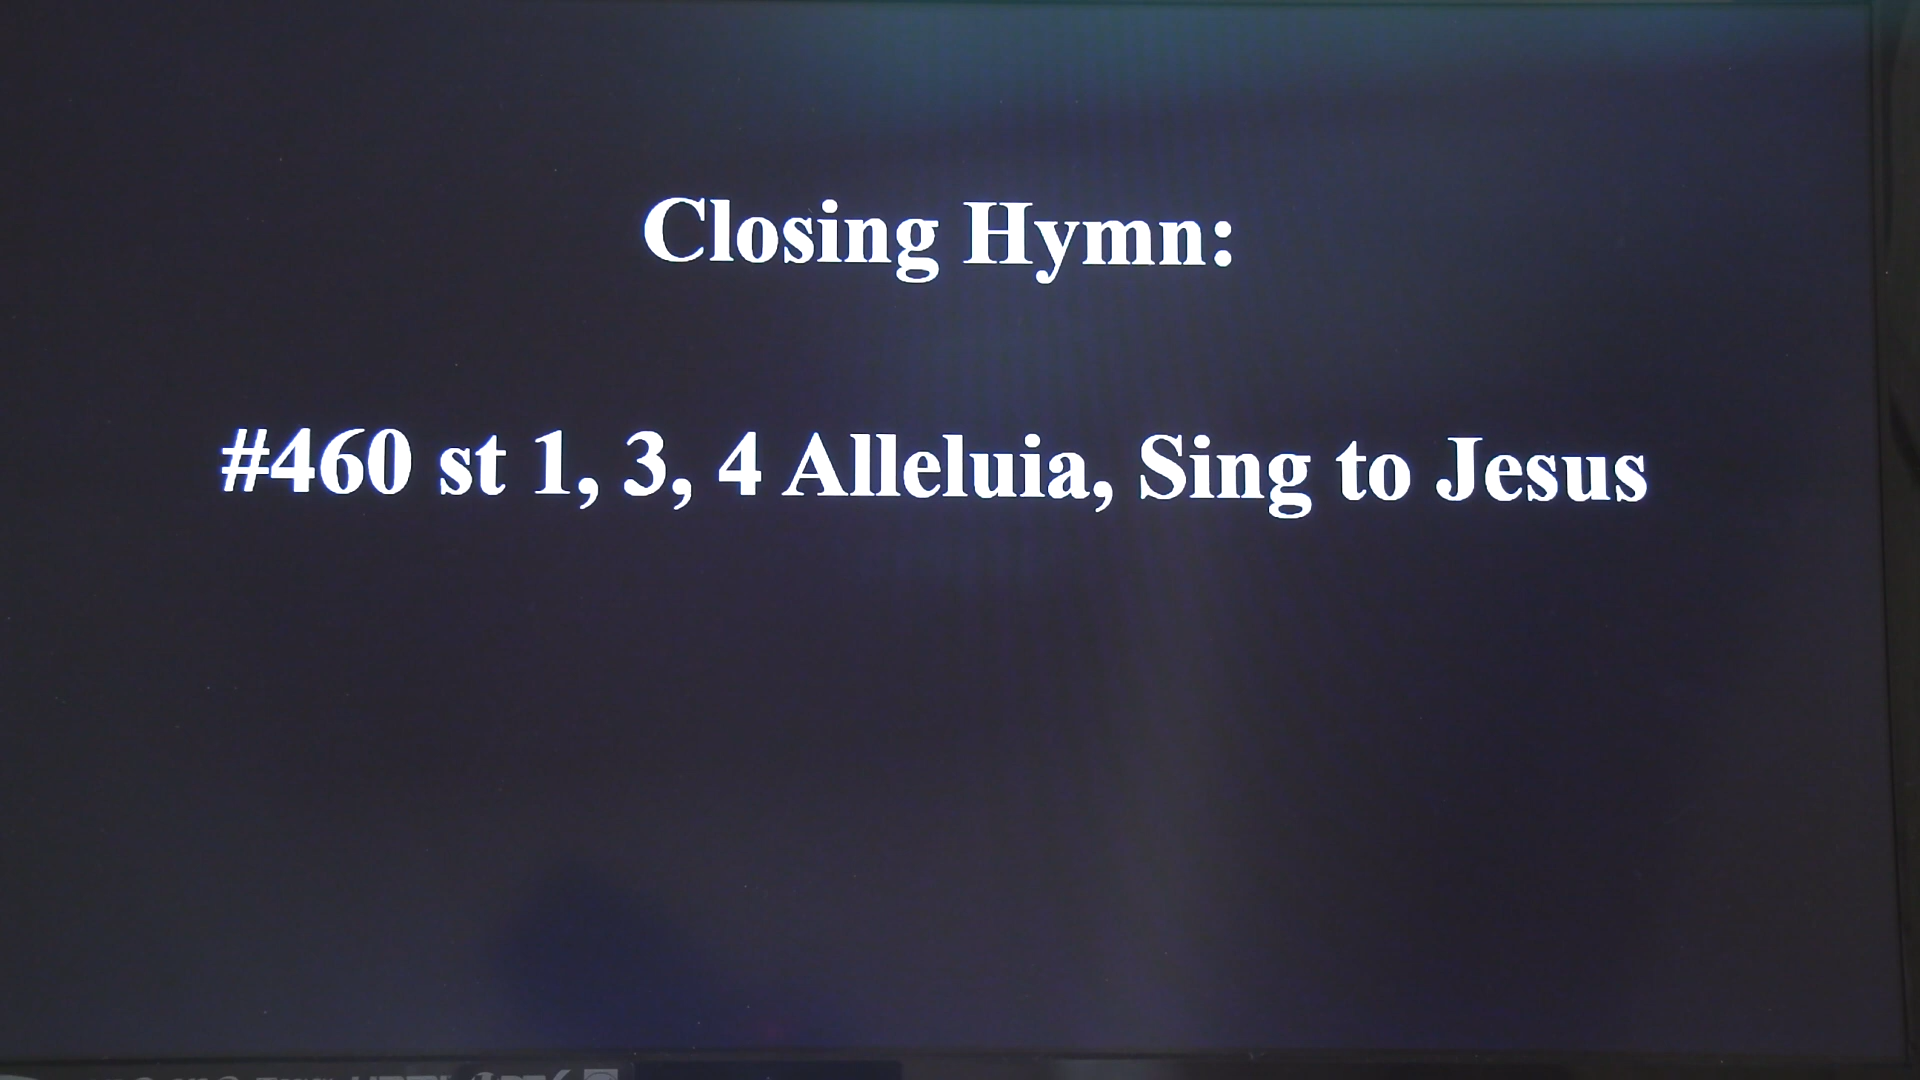 Closing Hymn:
#460 st 1, 3, 4 Alleluia, Sing to Jesus